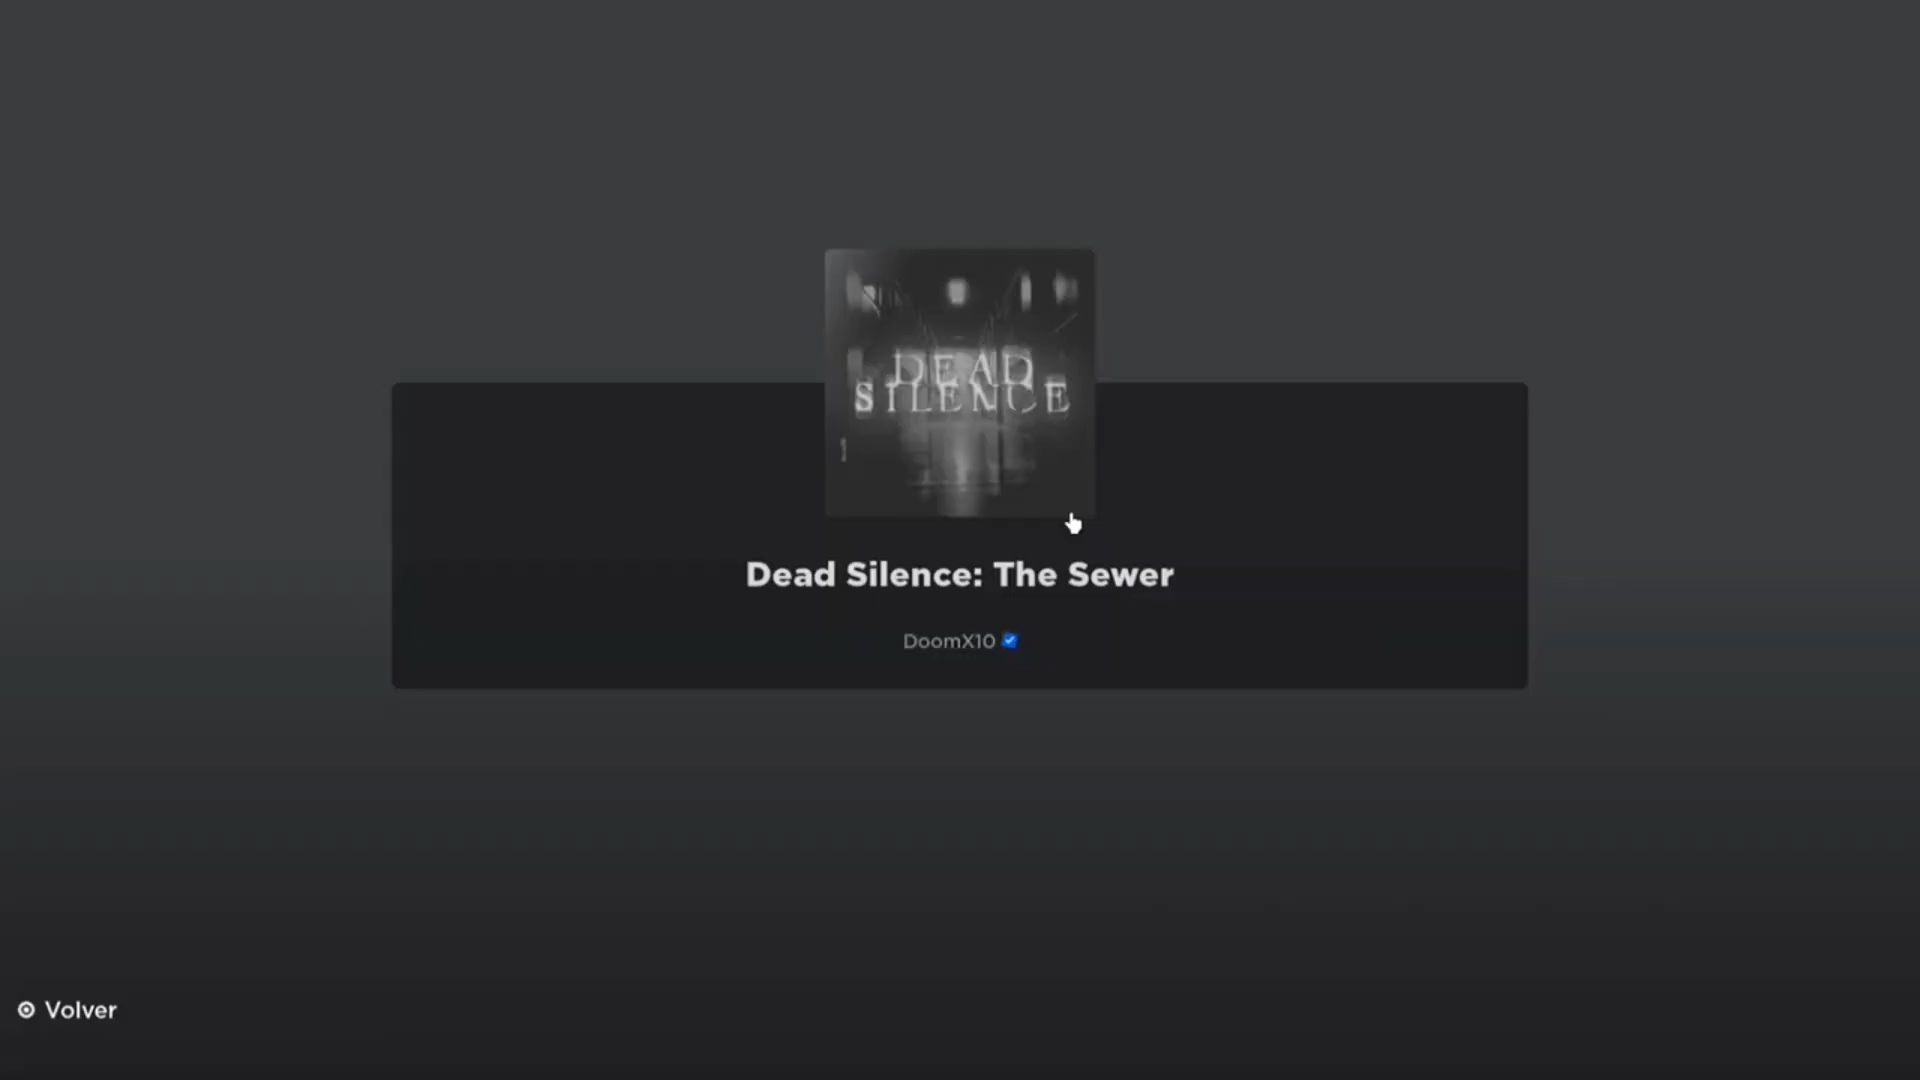 DEAD
SILENCE
Dead Silence: The Sewer
DoomX10
Volver